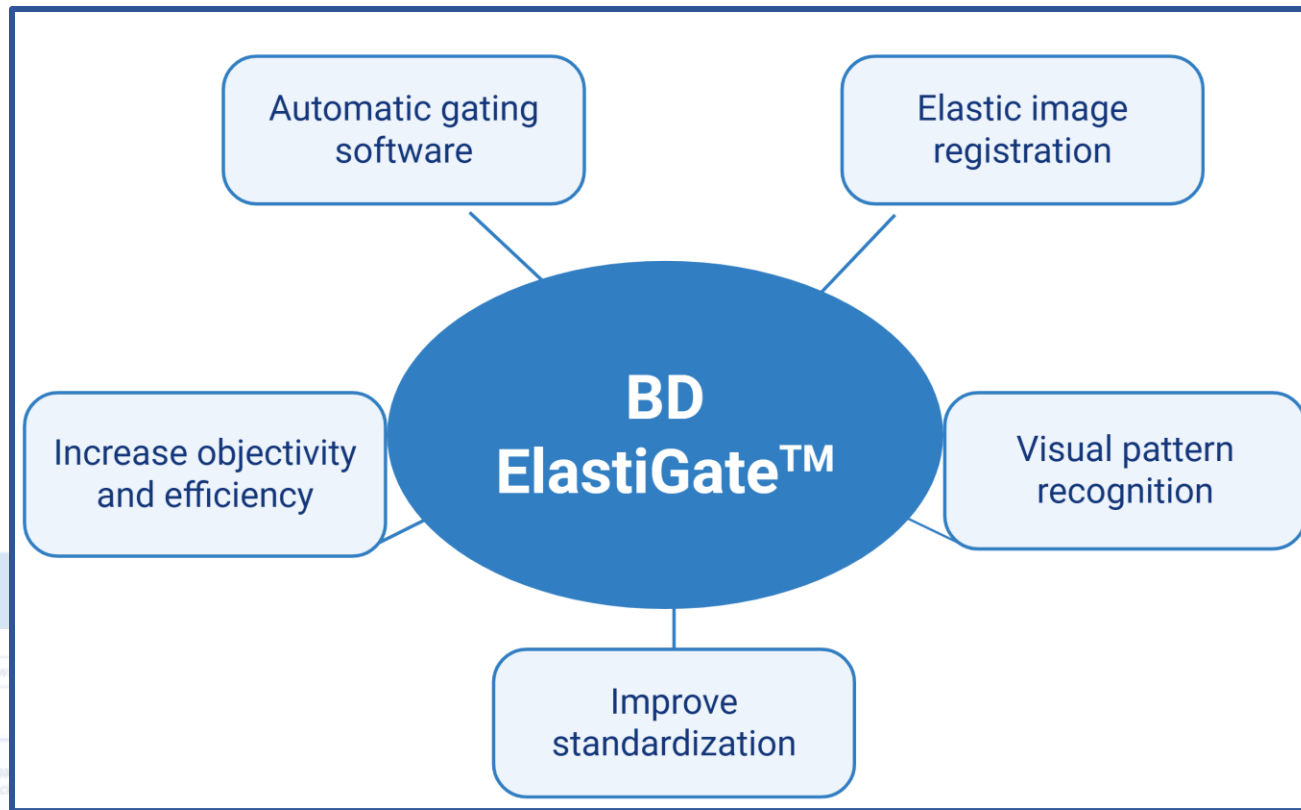 Automatic gating
software
Elastic image
registration
BD
ElastiGate™
Increase objectivity
and efficiency
Visual pattern
recognition
Improve
standardization